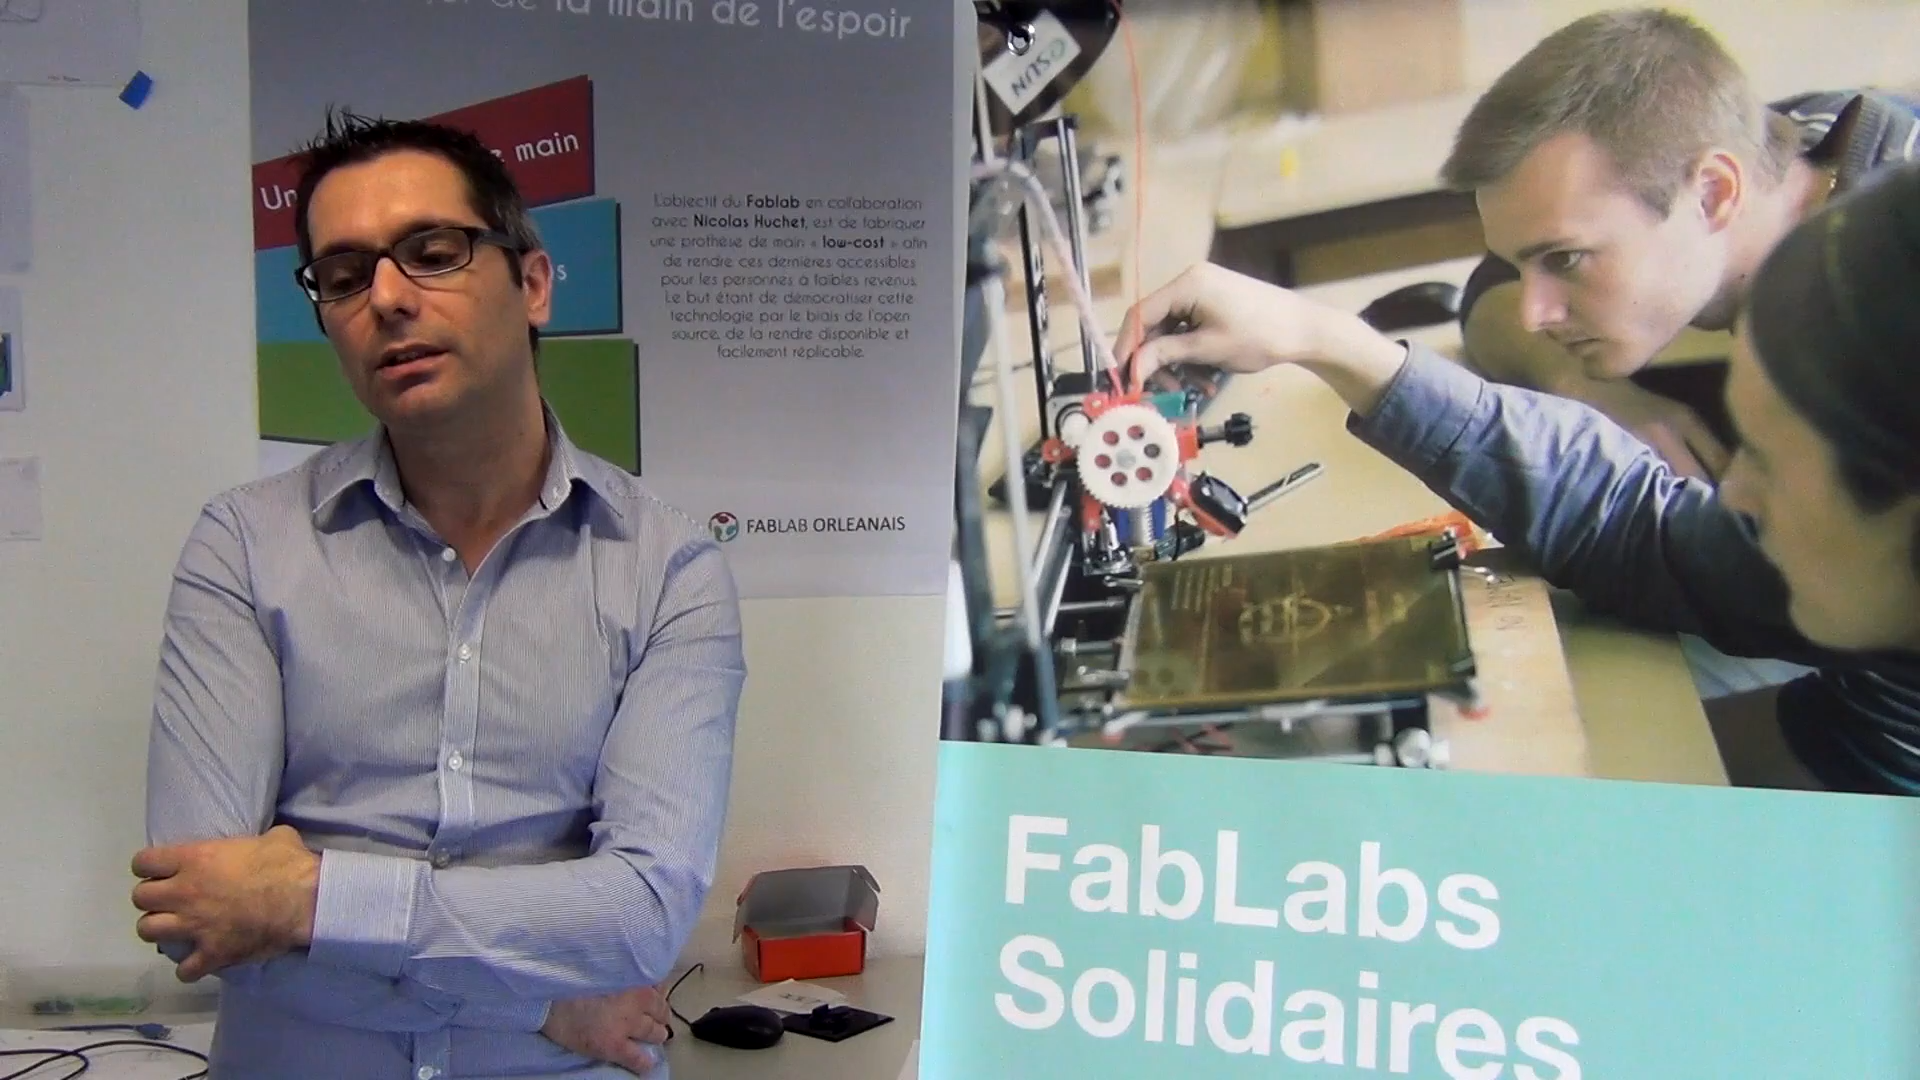 de la main de l'espoir
Un
main
L'objectif du Fablab en collaboration
avec Nicolas Huchet, est de fabriquer
une prothèse de main « low-cost » afin
de rendre ces dernières accessibles
pour les personnes à faibles revenus.
Le but étant de démocratiser cette
technologie par le biais de l'open
source, de la rendre disponible et
facilement réplicable.
FABLAB ORLEANAIS
FabLabs
Solidaires